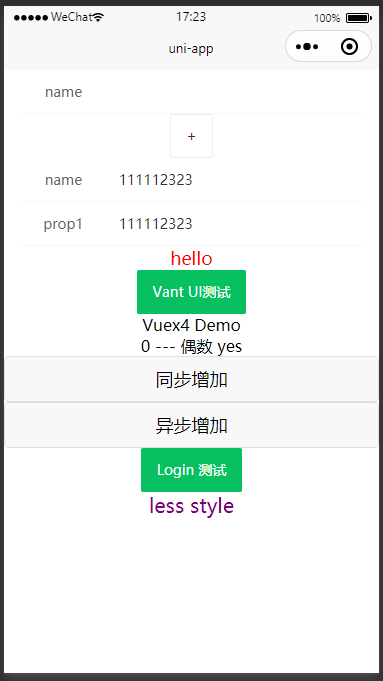 WeChat 17:23 100%
uni-app
name
+
name 111112323
prop1 111112323
hello
Vant UI测试
Vuex4 Demo
0 --- 偶数 yes
同步增加
异步增加
Login 测试
less style